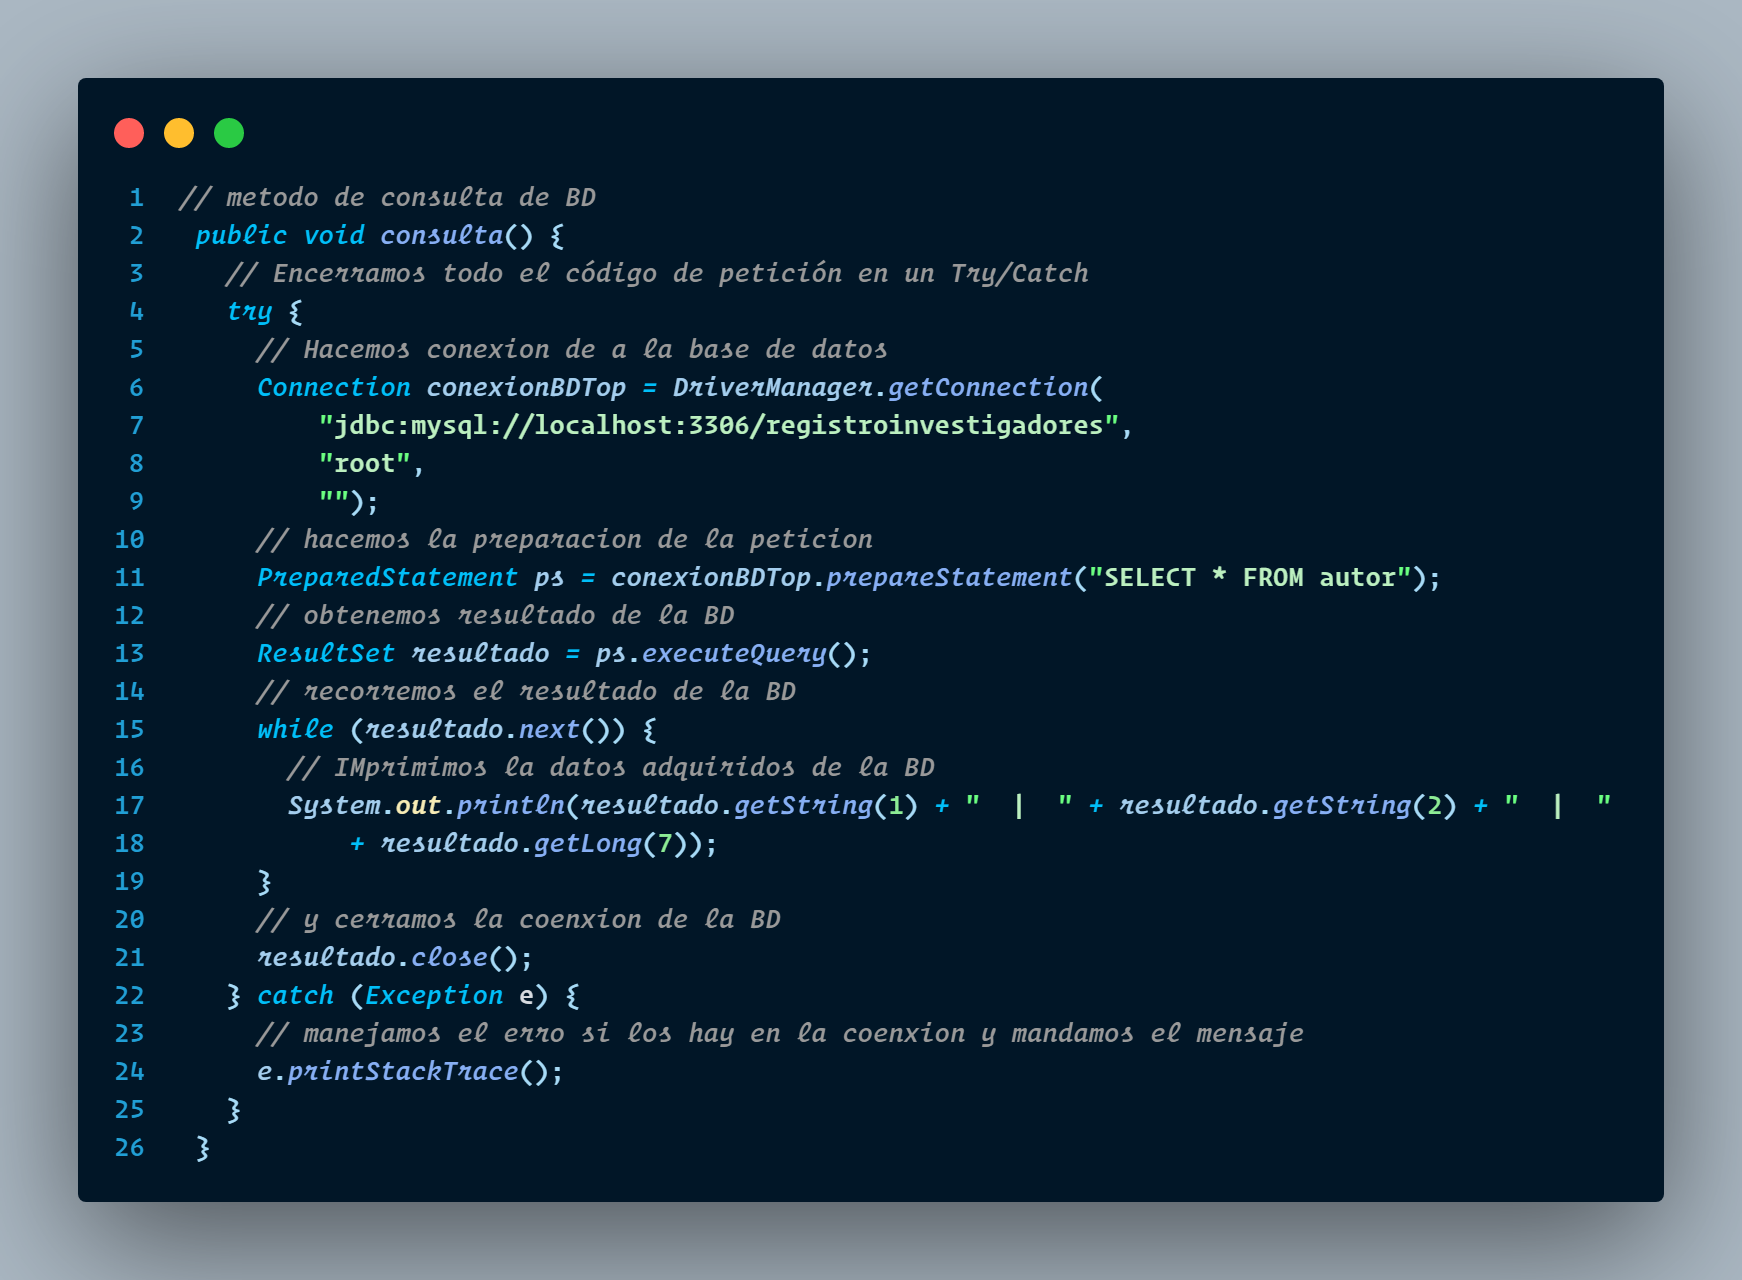 1 // metodo de consulta de BD
2 public void consulta() {
3 // Encerramos todo el código de petición en un Try/Catch
4 try {
5 // Hacemos conexion de a la base de datos
6 Connection conexionBDTop = DriverManager.getConnection(
7 "jdbc:mysql://localhost:3306/registroinvestigadores",
8 "root",
9 "");
10 // hacemos la preparacion de la peticion
11 PreparedStatement ps = conexionBDTop.prepareStatement("SELECT * FROM autor");
12 // obtenemos resultado de la BD
13 ResultSet resultado = ps.executeQuery();
14 // recorremos el resultado de la BD
15 while (resultado.next()) {
16 // IMprimimos la datos adquiridos de la BD
17 System.out.println(resultado.getString(1) + "  |  " + resultado.getString(2) + "  |  "
18 + resultado.getLong(7));
19 }
20 // y cerramos la coenxion de la BD
21 resultado.close();
22 } catch (Exception e) {
23 // manejamos el erro si los hay en la coenxion y mandamos el mensaje
24 e.printStackTrace();
25 }
26 }